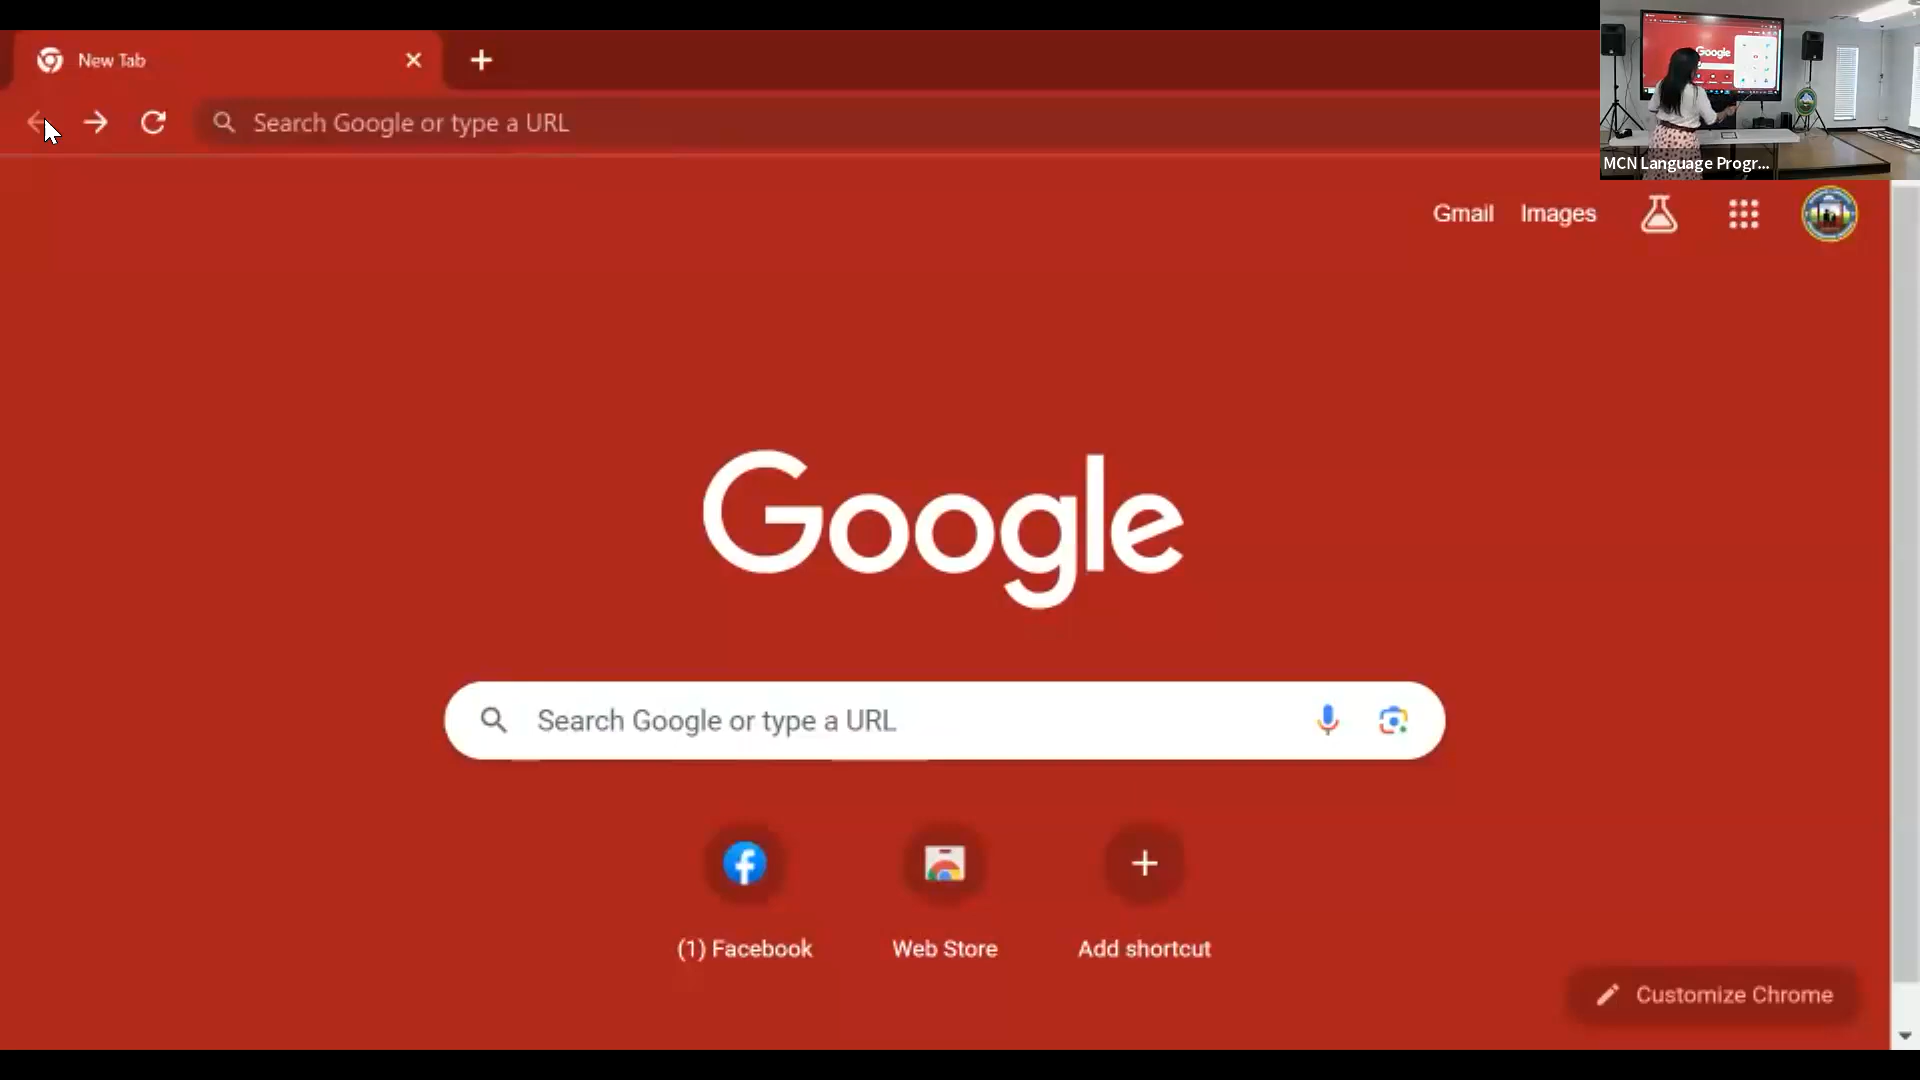 New Tab
Search Google or type a URL
MCN Language Progr...
Google
Gmail Images
Google
Search Google or type a URL
(1) Facebook Web Store Add shortcut
Customize Chrome